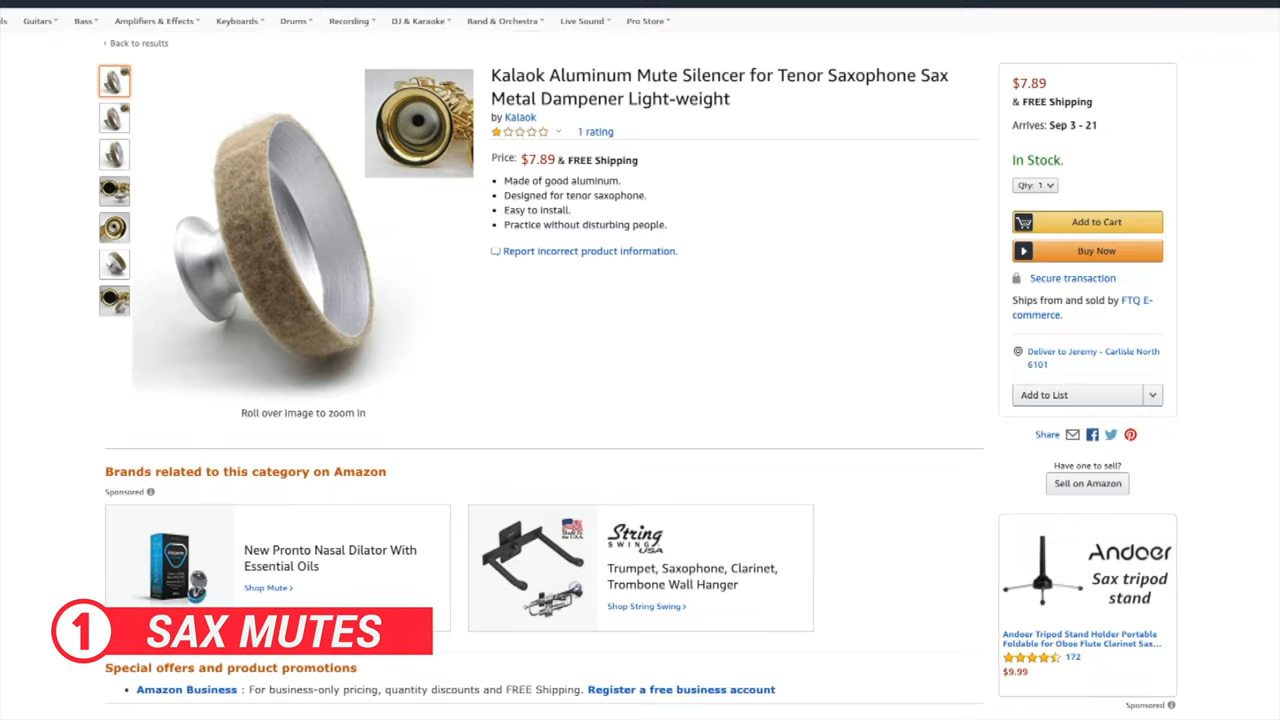 Guitars
Bass
Amplifiers & Effects
Keyboards
Drums
Recording
DJ & Karaoke
Band & Orchestra
Live Sound
Pro Store
‹ Back to results
Kalaok Aluminum Mute Silencer for Tenor Saxophone Sax
Metal Dampener Light-weight
by Kalaok
1 rating
Price: $7.89 & FREE Shipping
• Made of good aluminum.
• Designed for tenor saxophone.
• Easy to install.
• Practice without disturbing people.
Report incorrect product information.
Roll over image to zoom in
$7.89
& FREE Shipping
Arrives: Sep 3 - 21
In Stock.
Qty: 1
Add to Cart
Buy Now
Secure transaction
Ships from and sold by FTQ E-
commerce.
Deliver to Jeremy - Carlisle North
6101
Add to List
Share
Have one to sell?
Sell on Amazon
Brands related to this category on Amazon
Sponsored
New Pronto Nasal Dilator With
Essential Oils
Shop Mute ›
String
SWING USA
Trumpet, Saxophone, Clarinet,
Trombone Wall Hanger
Shop String Swing ›
Andoer
Sax tripod
stand
Andoer Tripod Stand Holder Portable
Foldable for Oboe Flute Clarinet Sax...
172
$9.99
Sponsored
1 SAX MUTES
Special offers and product promotions
• Amazon Business : For business-only pricing, quantity discounts and FREE Shipping. Register a free business account